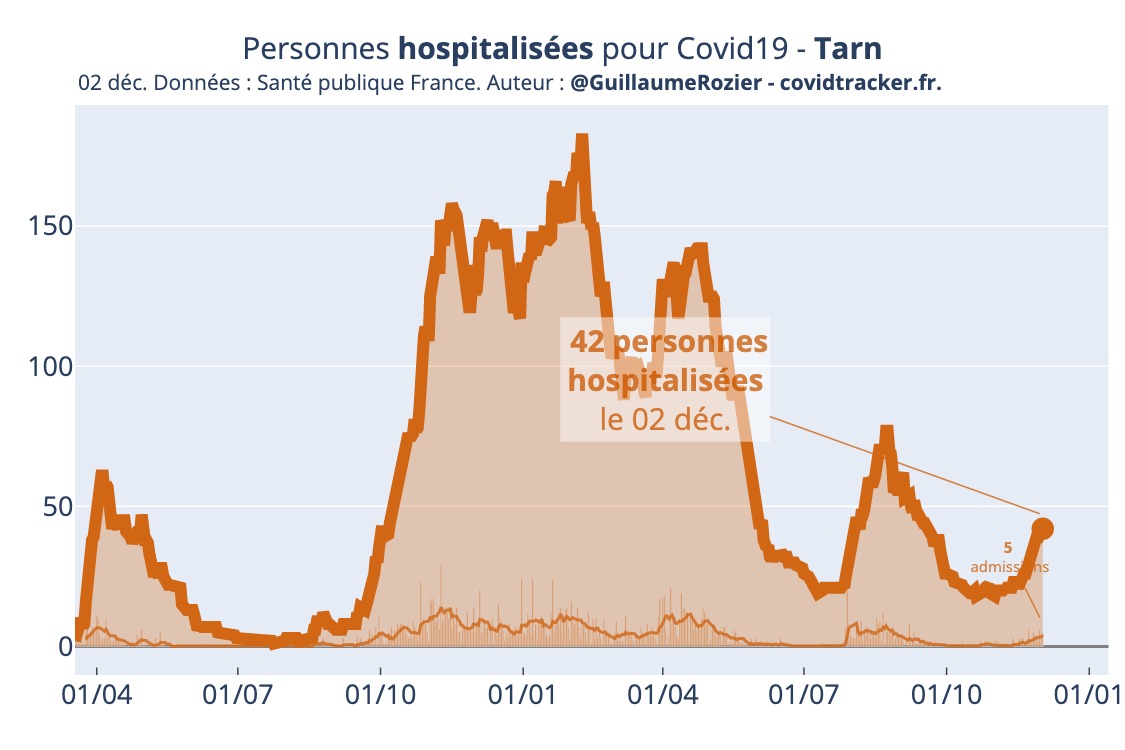 Personnes hospitalisées pour Covid19 - Tarn
02 déc. Données : Santé publique France. Auteur : @GuillaumeRozier - covidtracker.fr.
150
100
50
0
42 personnes
hospitalisées
le 02 déc.
5
admissions
01/04 01/07 01/10 01/01 01/04 01/07 01/10 01/01